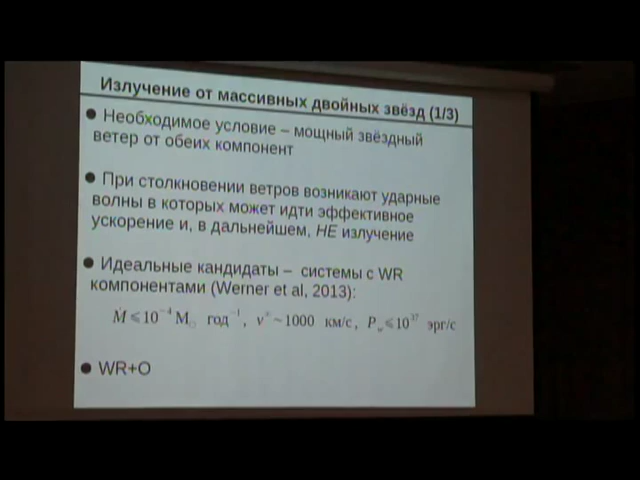 Излучение от массивных двойных звёзд (1/3)
● Необходимое условие – мощный звёздный
ветер от обеих компонент
● При столкновении ветров возникают ударные
волны в которых может идти эффективное
ускорение и, в дальнейшем, НЕ излучение
● Идеальные кандидаты – системы с WR
компонентами (Werner et al, 2013):
Ṁ ⩽ 10⁻⁴ M☉ год⁻¹, v^∞ ~ 1000 км/с, P_w ⩽ 10³⁷ эрг/с
● WR+O